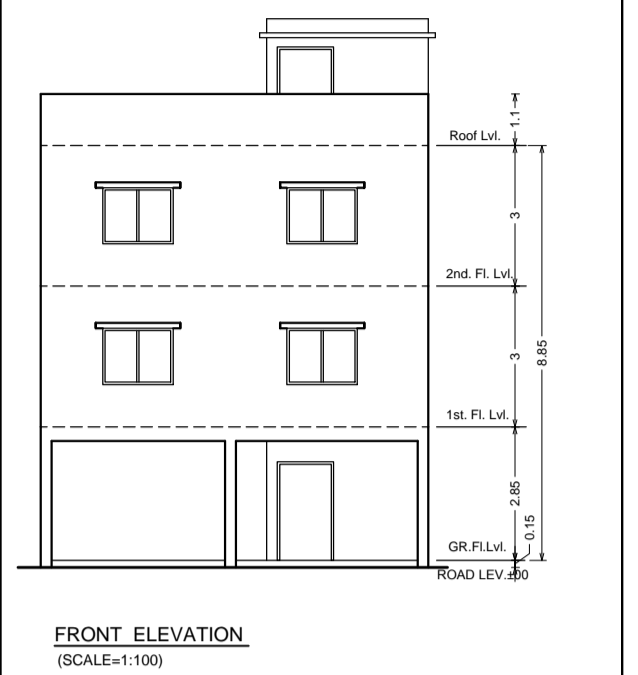 1.1
Roof Lvl.
3
2nd. Fl. Lvl.
3
8.85
1st. Fl. Lvl.
2.85
0.15
GR.Fl.Lvl.
ROAD LEV.±00
FRONT ELEVATION
(SCALE=1:100)